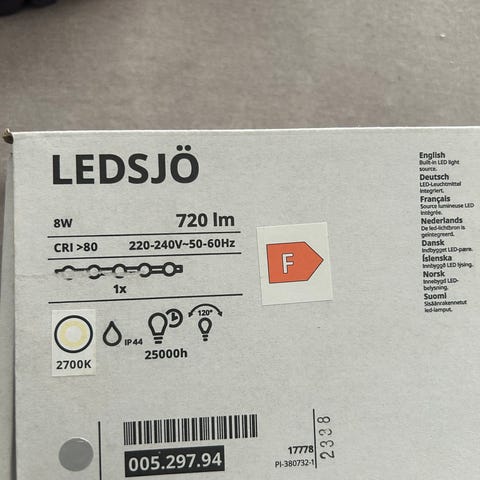 LEDSJÖ
8W 720 lm
CRI >80 220-240V~50-60Hz
1x
F
2700K
IP44
25000h
120°
English
Built-in LED light
source.
Deutsch
LED-Leuchtmittel
integriert.
Français
Source lumineuse LED
intégrée.
Nederlands
De led-lichtbron is
geïntegreerd.
Dansk
Indbygget LED-pære.
Íslenska
Innbyggð LED lýsing.
Norsk
Innebygd LED-
belysning.
Suomi
Sisäänrakennetut
led-lamput.
005.297.94
17778
PI-380732-1
2338